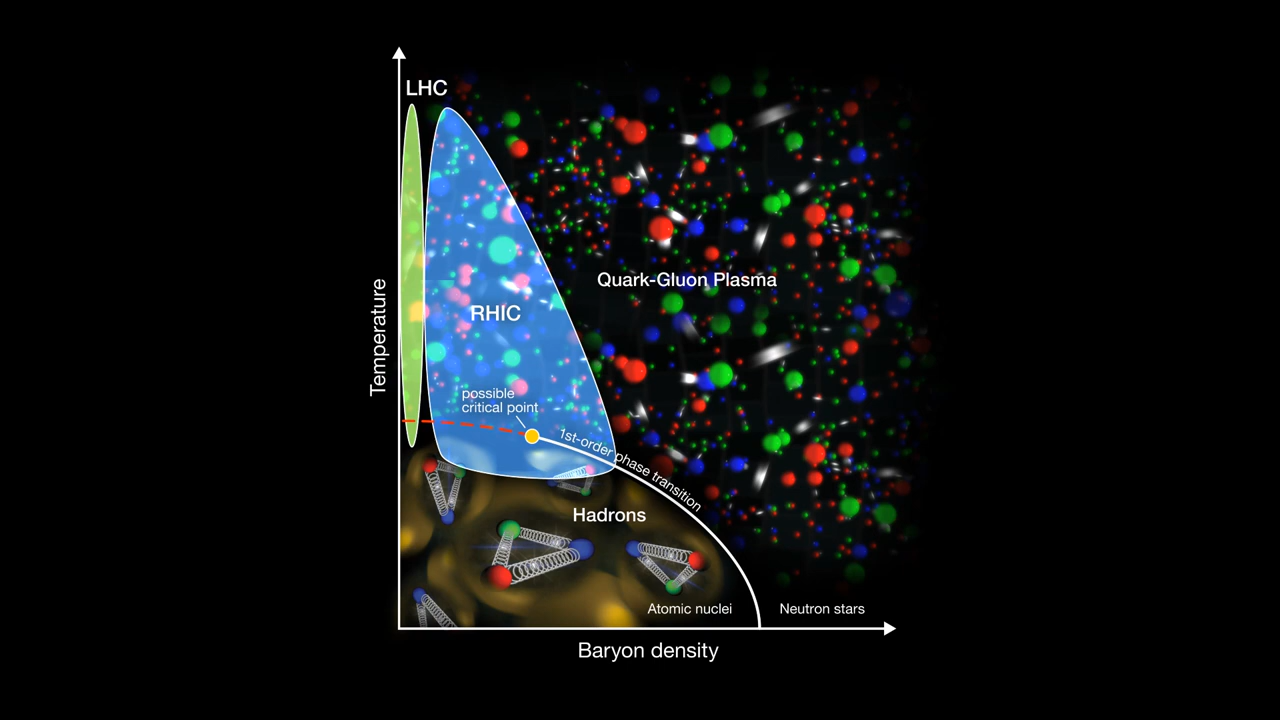 LHC
Temperature
Quark-Gluon Plasma
RHIC
possible
critical point
1st-order phase transition
Hadrons
Atomic nuclei
Neutron stars
Baryon density